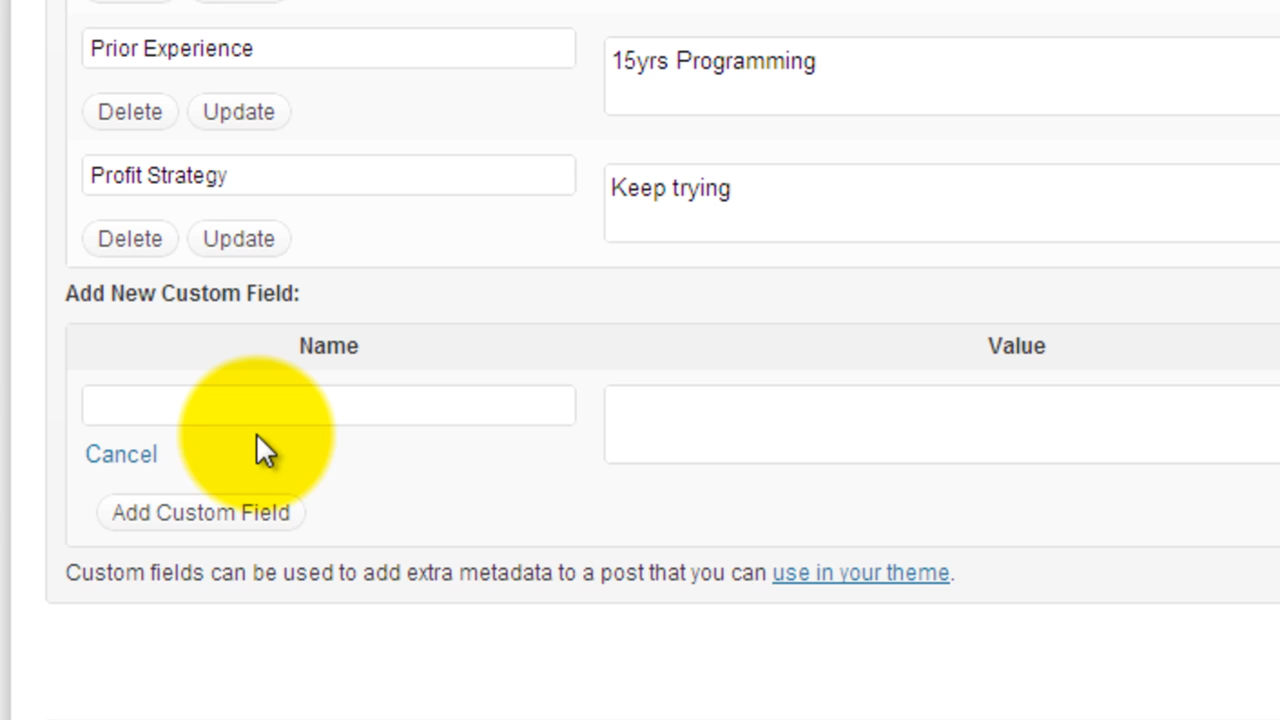 Prior Experience
15yrs Programming
Delete Update
Profit Strategy
Keep trying
Delete Update
Add New Custom Field:
Name Value
Cancel
Add Custom Field
Custom fields can be used to add extra metadata to a post that you can use in your theme.